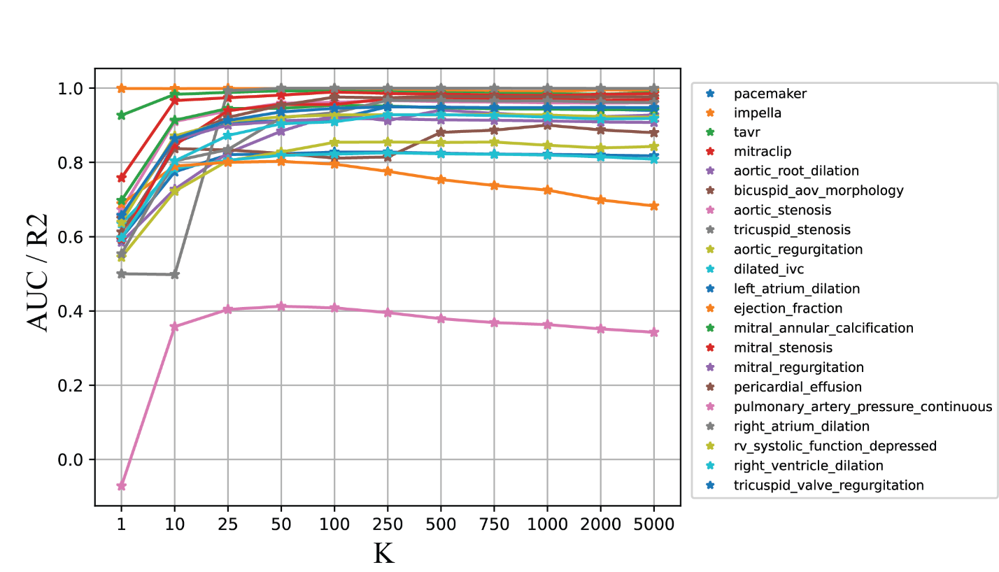 1.0
0.8
0.6
0.4
0.2
0.0
AUC / R2
1 10 25 50 100 250 500 750 1000 2000 5000
K
pacemaker
impella
tavr
mitraclip
aortic_root_dilation
bicuspid_aov_morphology
aortic_stenosis
tricuspid_stenosis
aortic_regurgitation
dilated_ivc
left_atrium_dilation
ejection_fraction
mitral_annular_calcification
mitral_stenosis
mitral_regurgitation
pericardial_effusion
pulmonary_artery_pressure_continuous
right_atrium_dilation
rv_systolic_function_depressed
right_ventricle_dilation
tricuspid_valve_regurgitation